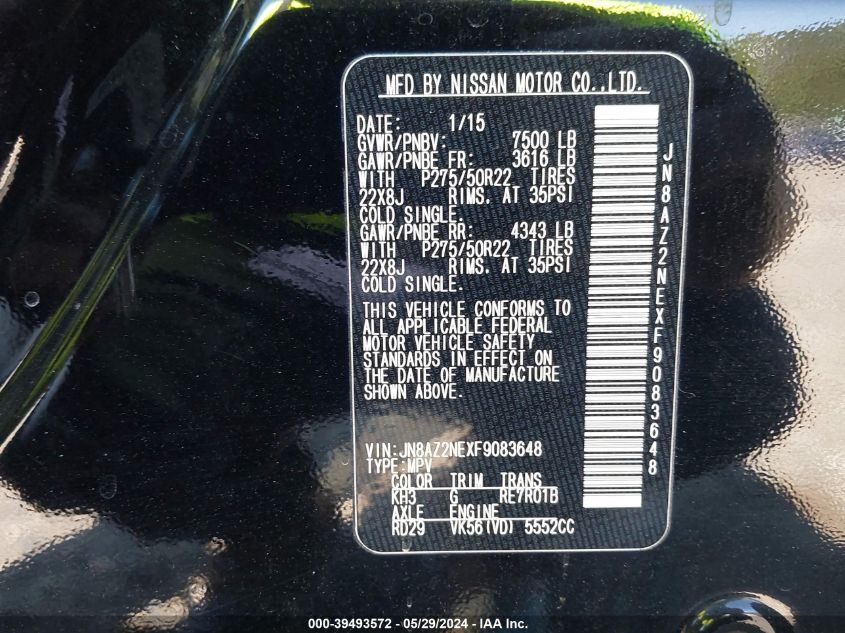 MFD BY NISSAN MOTOR CO.,LTD.
DATE: 1/15
GVWR/PNBV: 7500 LB
GAWR/PNBE FR: 3616 LB
WITH P275/50R22 TIRES
22X8J RIMS. AT 35PSI
COLD SINGLE.
GAWR/PNBE RR: 4343 LB
WITH P275/50R22 TIRES
22X8J RIMS. AT 35PSI
COLD SINGLE.
THIS VEHICLE CONFORMS TO
ALL APPLICABLE FEDERAL
MOTOR VEHICLE SAFETY
STANDARDS IN EFFECT ON
THE DATE OF MANUFACTURE
SHOWN ABOVE.
VIN:JN8AZ2NEXF9083648
TYPE:MPV
COLOR TRIM TRANS
KH3 G RE7R01B
AXLE ENGINE
RD29 VK56(VD) 5552CC
JN8AZ2NEXF9083648
000-39493572 - 05/29/2024 - IAA Inc.